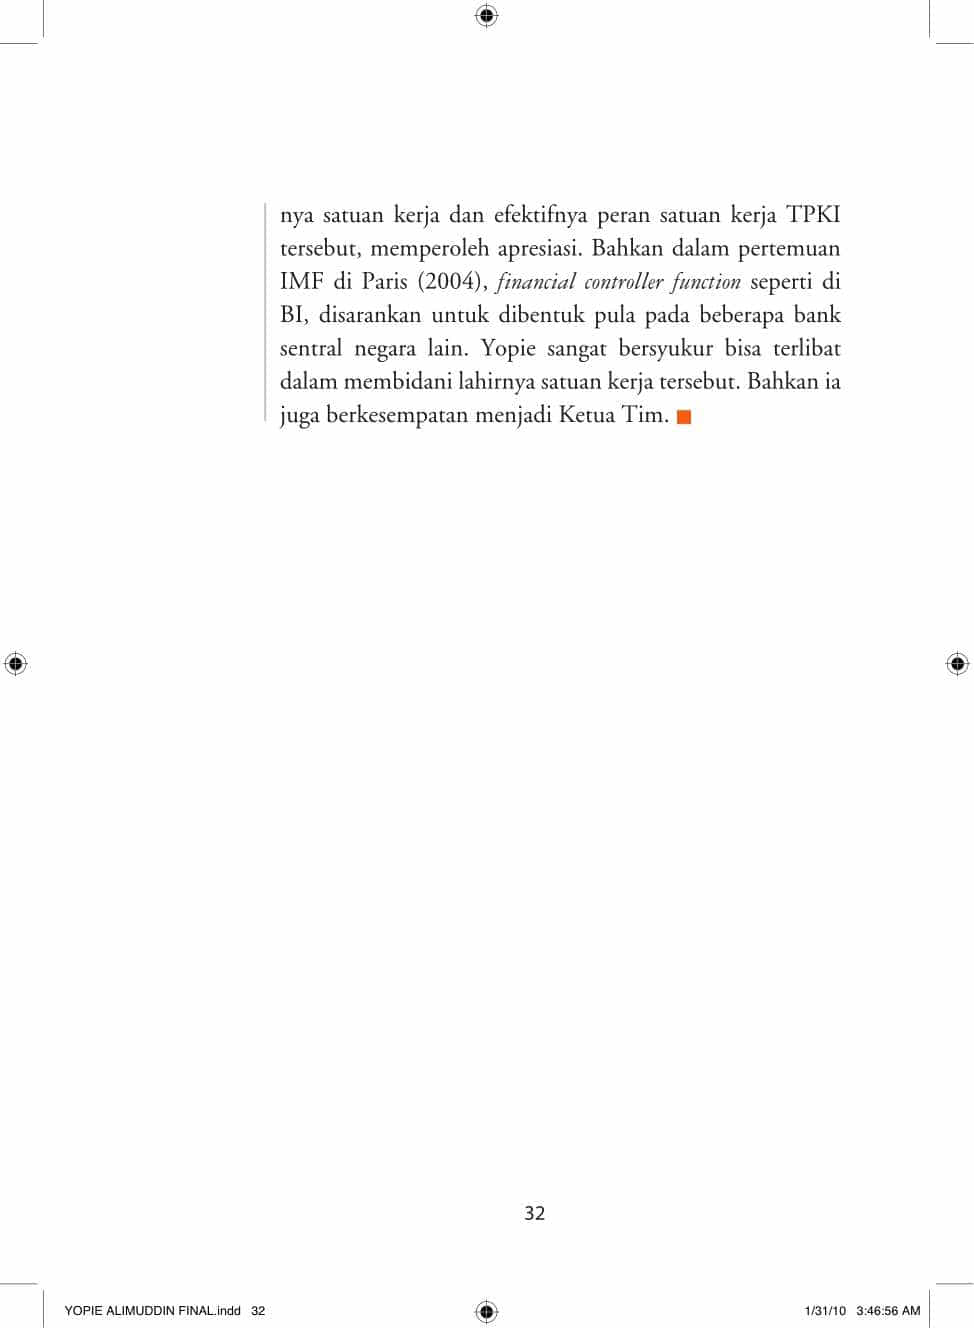 nya satuan kerja dan efektifnya peran satuan kerja TPKI
tersebut, memperoleh apresiasi. Bahkan dalam pertemuan
IMF di Paris (2004), financial controller function seperti di
BI, disarankan untuk dibentuk pula pada beberapa bank
sentral negara lain. Yopie sangat bersyukur bisa terlibat
dalam membidani lahirnya satuan kerja tersebut. Bahkan ia
juga berkesempatan menjadi Ketua Tim.
32
YOPIE ALIMUDDIN FINAL.indd 32
1/31/10 3:46:56 AM